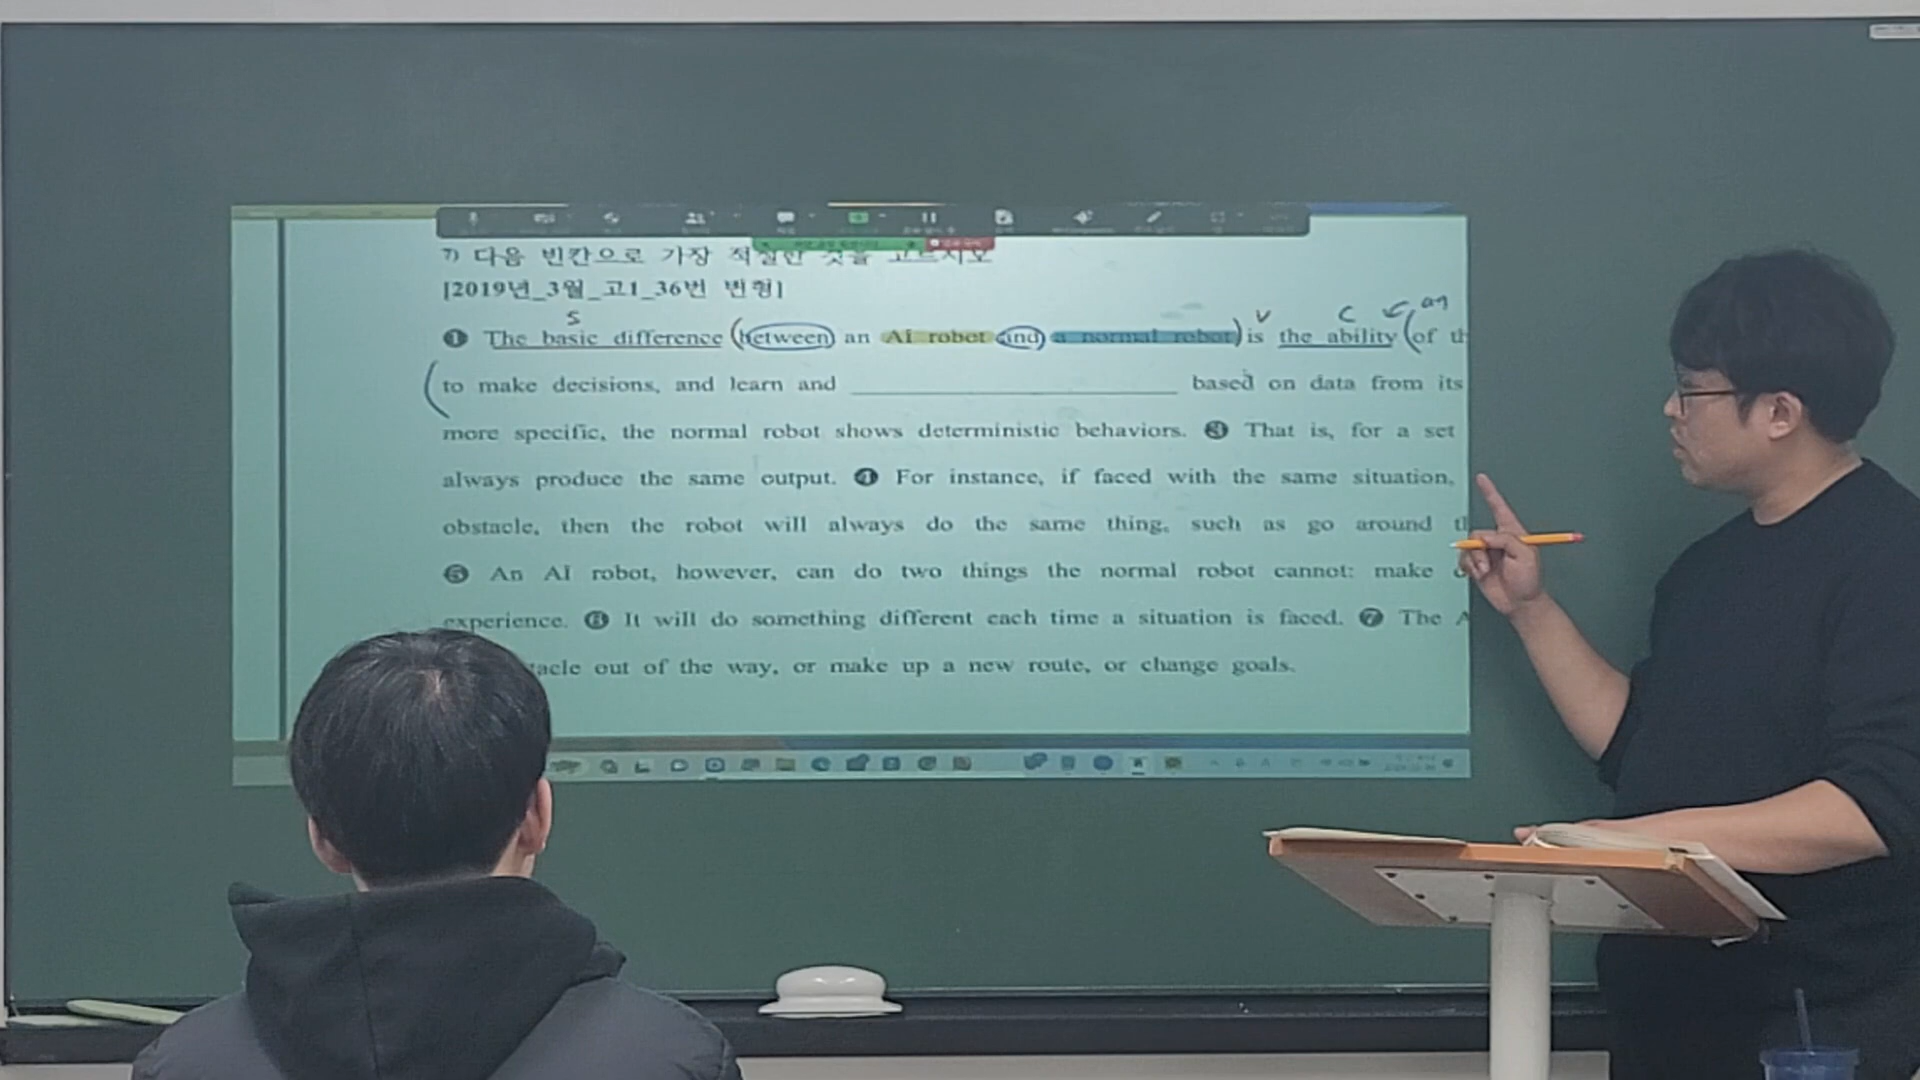 7) 다음 빈칸으로 가장 적절한 것을 고르시오
[2019년_3월_고1_36번 변형]
S V C
❶ The basic difference (between an AI robot and a normal robot) is the ability (of
(to make decisions, and learn and ____________ based on data from its
more specific, the normal robot shows deterministic behaviors. ❸ That is, for a set
always produce the same output. ❹ For instance, if faced with the same situation,
obstacle, then the robot will always do the same thing, such as go around
❺ An AI robot, however, can do two things the normal robot cannot: make
experience. ❻ It will do something different each time a situation is faced. ❼ The
out of the way, or make up a new route, or change goals.